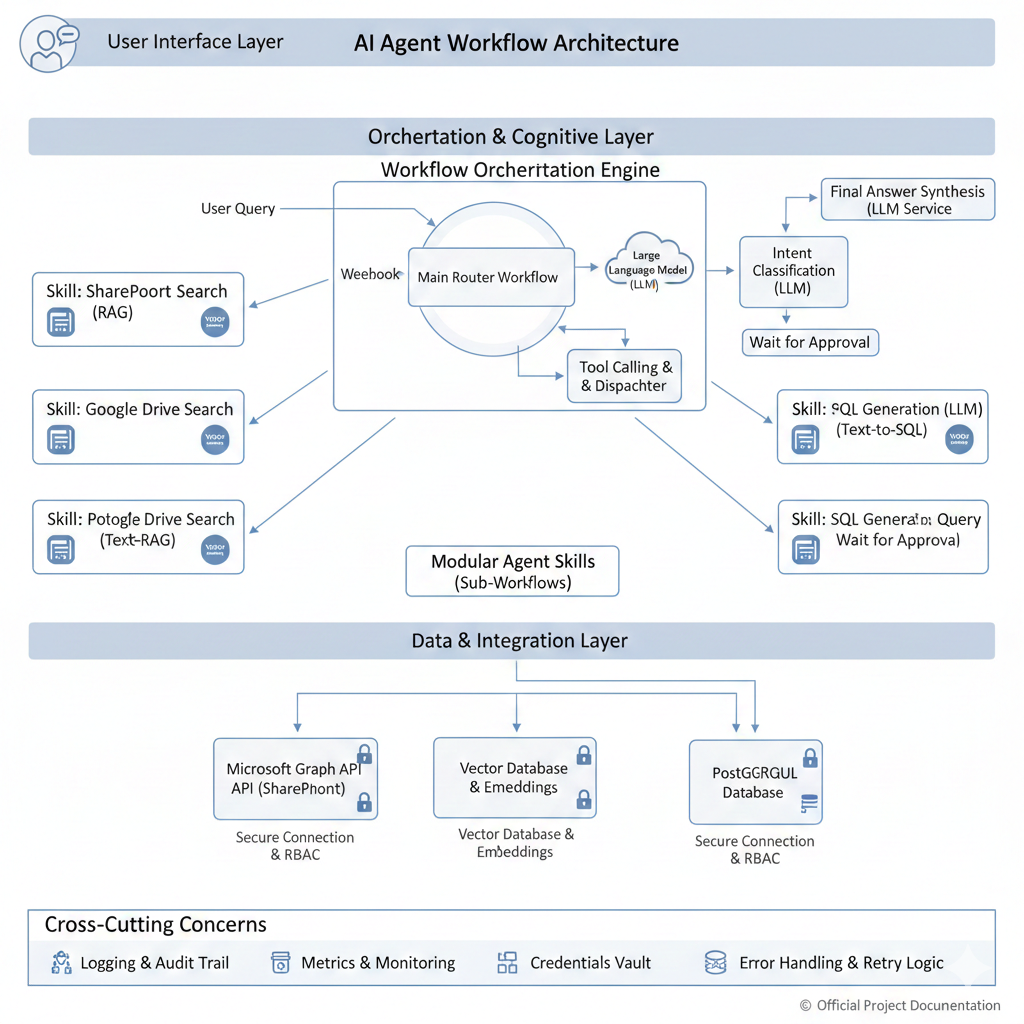 User Interface Layer
AI Agent Workflow Architecture
Orchertation & Cognitive Layer
Workflow Orchertation Engine
User Query
Final Answer Synthesis
(LLM Service
Weehook
Main Router Workflow
Large
Language Mcdel
(LLM)
Intent
Classification
(LLM)
Wait for Approval
Tool Calling &
& Dispachter
Skill: SharePoort Search
(RAG)
Skill: Google Drive Search
Skill: Potogle Drive Search
(Text-RAG)
Skill: SQL Generation (LLM)
(Text-to-SQL)
Skill: SQL Generator Query
Wait for Approval)
Modular Agent Skills
(Sub-Workflows)
Data & Integration Layer
Microsoft Graph API
API (SharePhont)
Secure Connection
& RBAC
Vector Database
& Emeddings
Vector Database &
Embeddings
PostGGRGUL
Database
Secure Connection
& RBAC
Cross-Cutting Concerns
Logging & Audit Trail
Metrics & Monitoring
Credentials Vault
Error Handling & Retry Logic
© Official Project Documentation